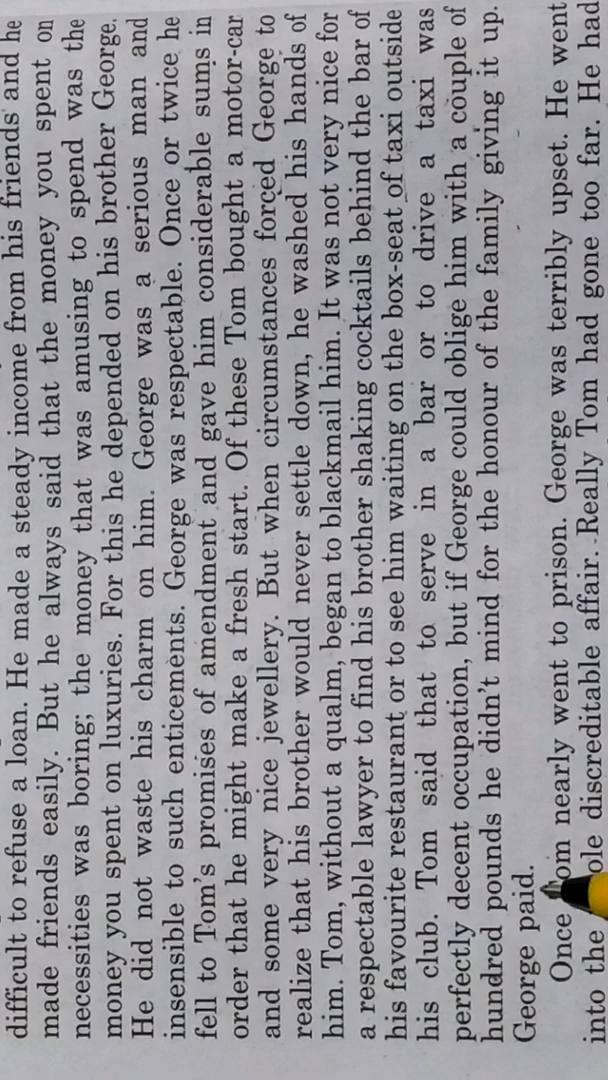 difficult to refuse a loan. He made a steady income from his friends and he
made friends easily. But he always said that the money you spent on
necessities was boring; the money that was amusing to spend was the
money you spent on luxuries. For this he depended on his brother George.
He did not waste his charm on him. George was a serious man and
insensible to such enticements. George was respectable. Once or twice he
fell to Tom's promises of amendment and gave him considerable sums in
order that he might make a fresh start. Of these Tom bought a motor-car
and some very nice jewellery. But when circumstances forced George to
realize that his brother would never settle down, he washed his hands of
him. Tom, without a qualm, began to blackmail him. It was not very nice for
a respectable lawyer to find his brother shaking cocktails behind the bar of
his favourite restaurant or to see him waiting on the box-seat of taxi outside
his club. Tom said that to serve in a bar or to drive a taxi was
perfectly decent occupation, but if George could oblige him with a couple of
hundred pounds he didn't mind for the honour of the family giving it up.
George paid.
Once om nearly went to prison. George was terribly upset. He went
into the ole discreditable affair. Really Tom had gone too far. He had